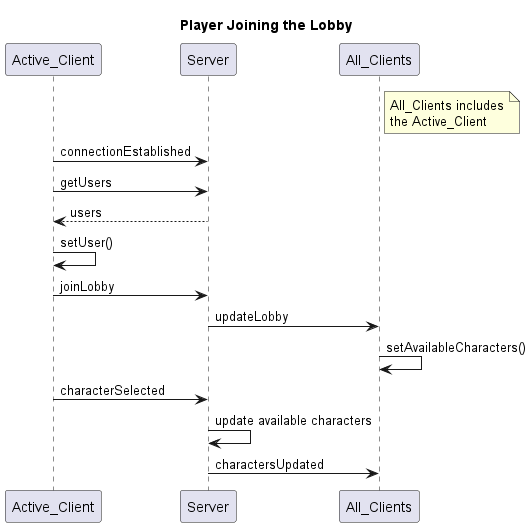 Player Joining the Lobby
Active_Client
Server
All_Clients
All_Clients includes
the Active_Client
connectionEstablished
getUsers
users
setUser()
joinLobby
updateLobby
setAvailableCharacters()
characterSelected
update available characters
charactersUpdated
Active_Client
Server
All_Clients